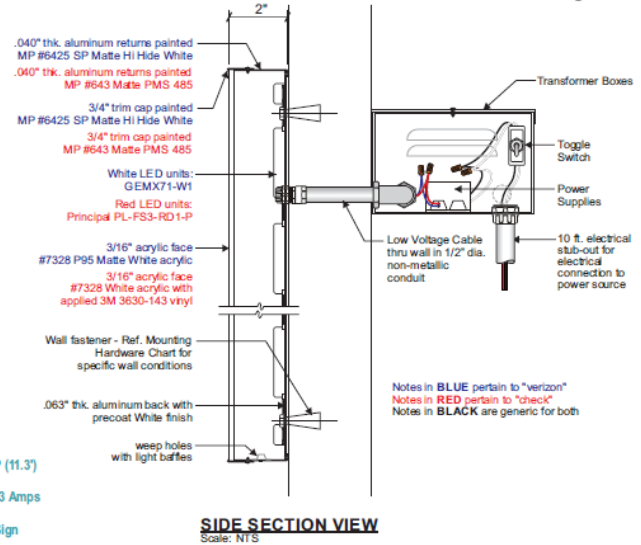 2"
.040" thk. aluminum returns painted
MP #6425 SP Matte Hi Hide White
.040" thk. aluminum returns painted
MP #643 Matte PMS 485
3/4" trim cap painted
MP #6425 SP Matte Hi Hide White
3/4" trim cap painted
MP #643 Matte PMS 485
White LED units:
GEMX71-W1
Red LED units:
Principal PL-FS3-RD1-P
3/16" acrylic face
#7328 P95 Matte White acrylic
3/16" acrylic face
#7328 White acrylic with
applied 3M 3630-143 vinyl
Wall fastener - Ref. Mounting
Hardware Chart for
specific wall conditions
.063" thk. aluminum back with
precoat White finish
weep holes
with light baffles
Transformer Boxes
Toggle
Switch
Power
Supplies
Low Voltage Cable
thru wall in 1/2" dia.
non-metallic
conduit
10 ft. electrical
stub-out for
electrical
connection to
power source
Notes in BLUE pertain to "verizon"
Notes in RED pertain to "check"
Notes in BLACK are generic for both
(11.3')
3 Amps
Sign
SIDE SECTION VIEW
Scale: NTS